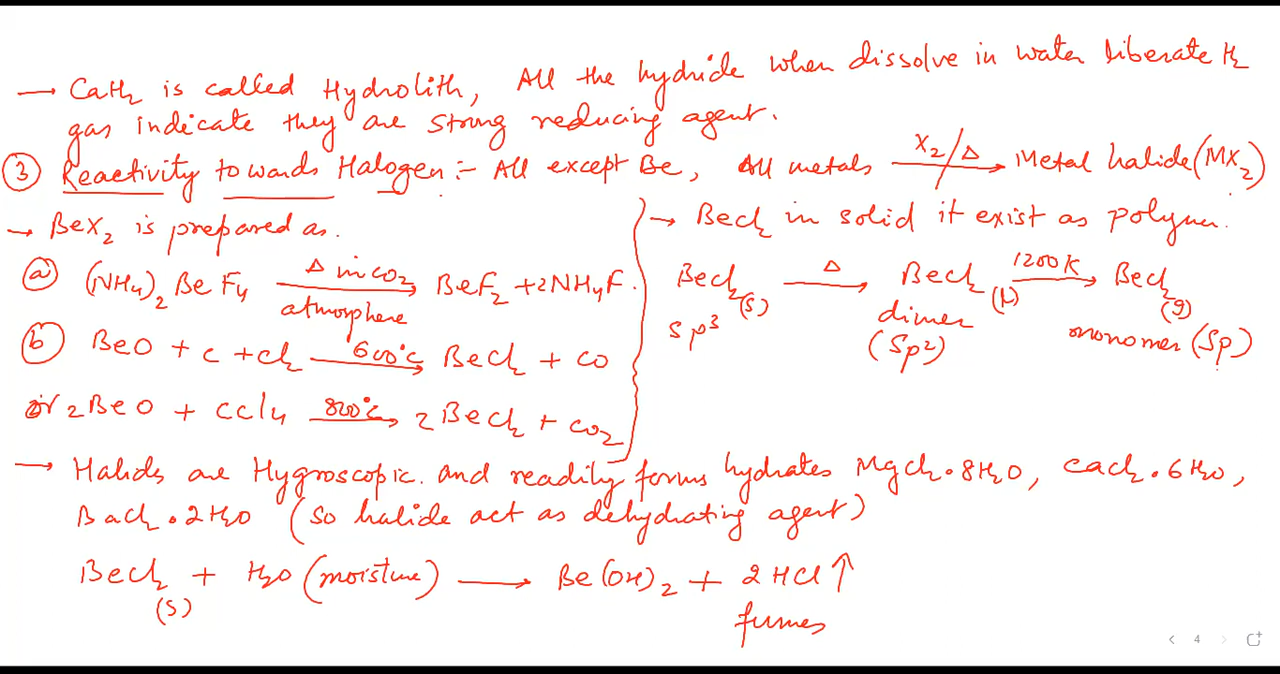 → CaH₂ is called Hydrolith, All the hydride when dissolve in water liberate H₂
gas indicate they are strong reducing agent.
③ Reactivity towards Halogen :- All except Be, All metals —X₂/Δ→ Metal halide (MX₂)
→ BeX₂ is prepared as.
ⓐ (NH₄)₂ BeF₄ —Δ in CO₂ atmosphere→ BeF₂ + 2NH₄F.
ⓑ BeO + C + Cl₂ —600°C→ BeCl₂ + CO
or 2BeO + CCl₄ —800°C→ 2BeCl₂ + CO₂
→ BeCl₂ in solid it exist as polymer.
BeCl₂(s) —Δ→ BeCl₂(l) —1200K→ BeCl₂(g)
Sp³ dimer (Sp²) monomer (Sp)
→ Halids are Hygroscopic. and readily forms hydrates MgCl₂.8H₂O, CaCl₂.6H₂O,
BaCl₂.2H₂O (so halide act as dehydrating agent)
BeCl₂(s) + H₂O (moisture) → Be(OH)₂ + 2HCl↑
fumes
4